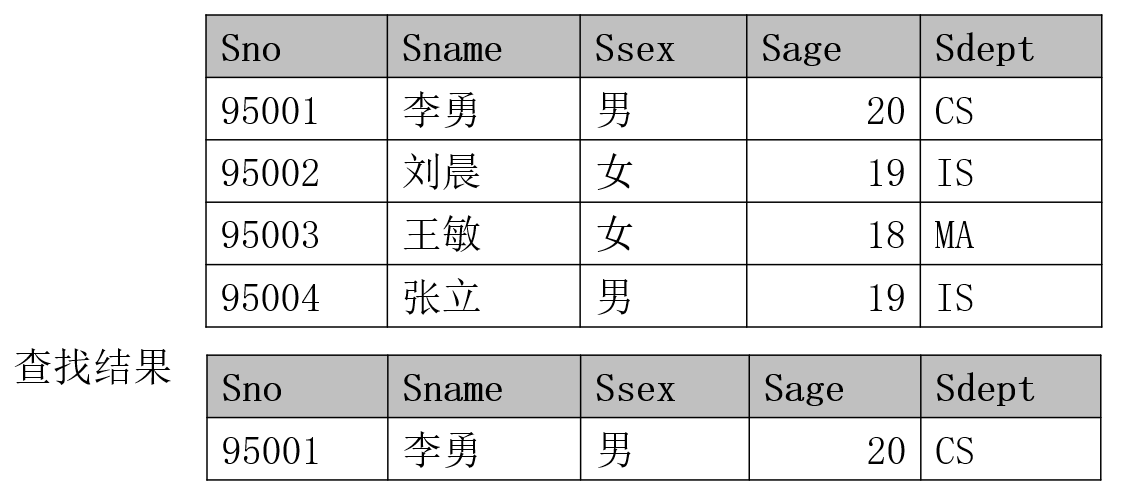 Sno Sname Ssex Sage Sdept
95001 李勇 男 20 CS
95002 刘晨 女 19 IS
95003 王敏 女 18 MA
95004 张立 男 19 IS
查找结果
Sno Sname Ssex Sage Sdept
95001 李勇 男 20 CS